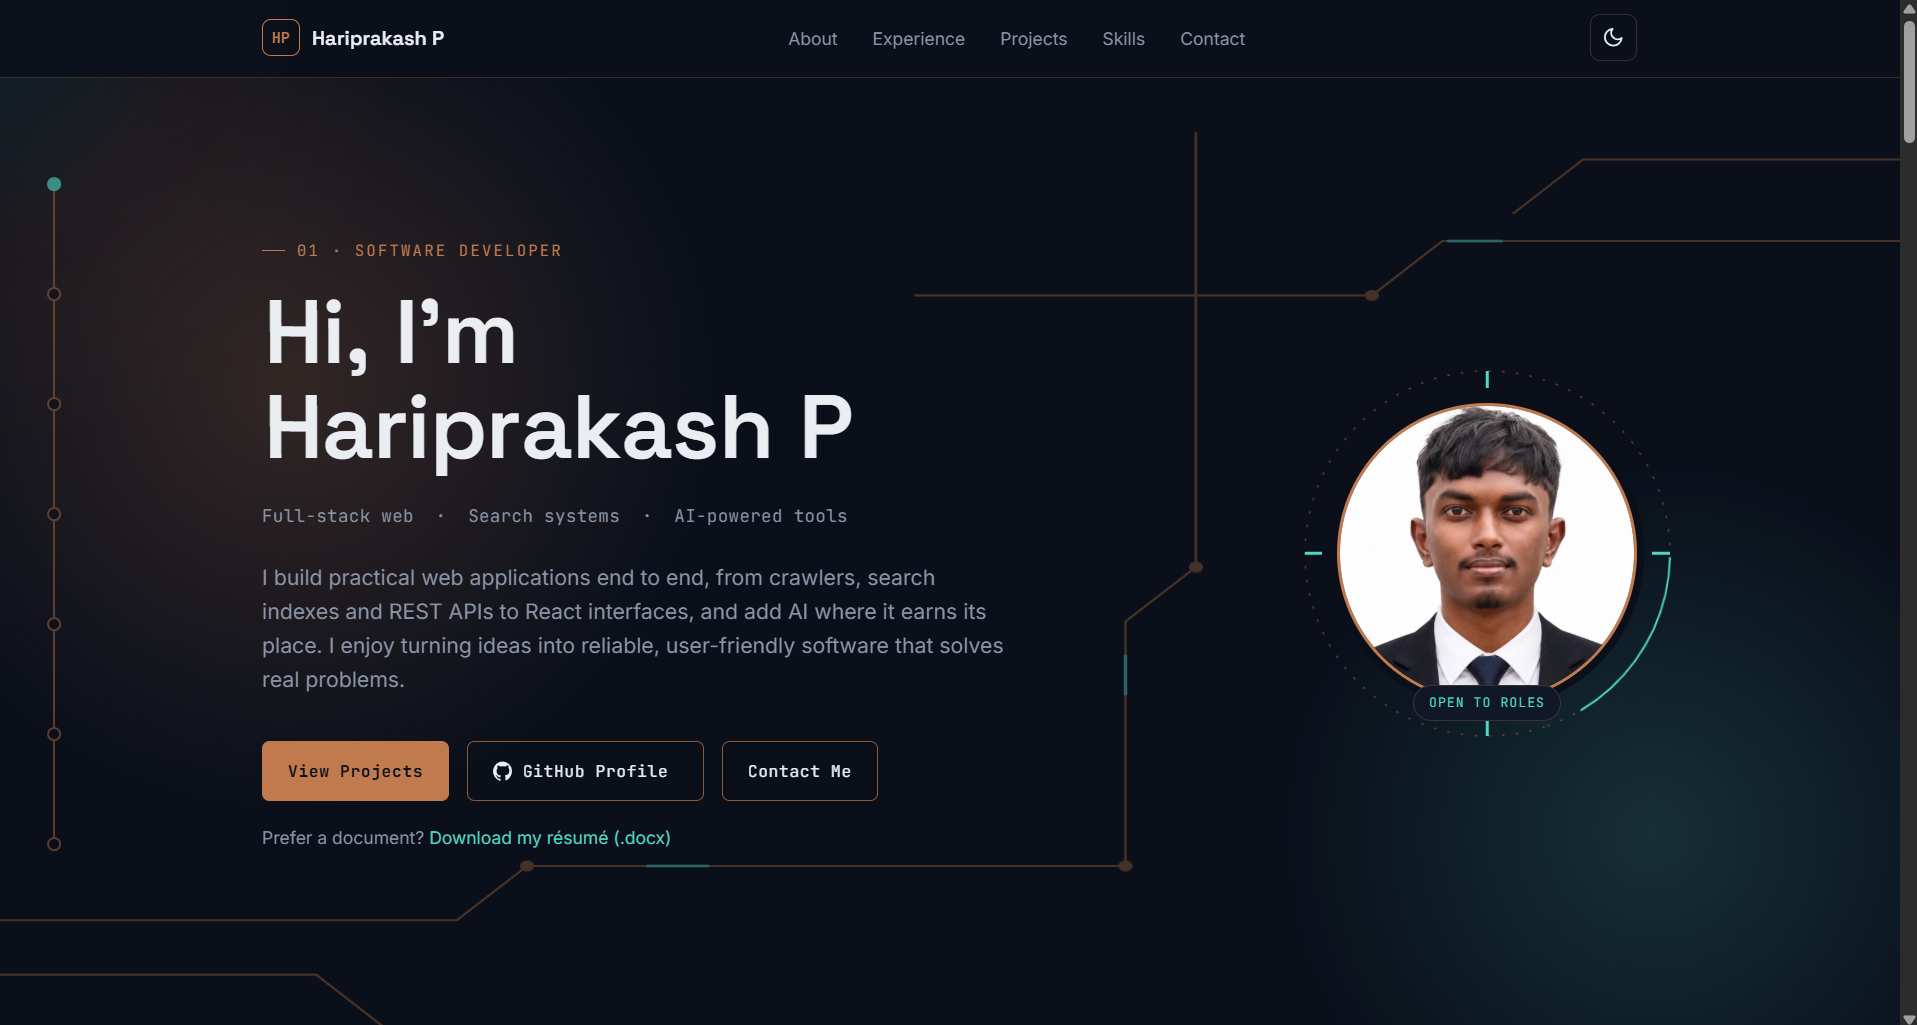 HP Hariprakash P
About Experience Projects Skills Contact
01 · SOFTWARE DEVELOPER
Hi, I’m
Hariprakash P
Full-stack web · Search systems · AI-powered tools
I build practical web applications end to end, from crawlers, search
indexes and REST APIs to React interfaces, and add AI where it earns its
place. I enjoy turning ideas into reliable, user-friendly software that solves
real problems.
View Projects GitHub Profile Contact Me
Prefer a document? Download my résumé (.docx)
OPEN TO ROLES